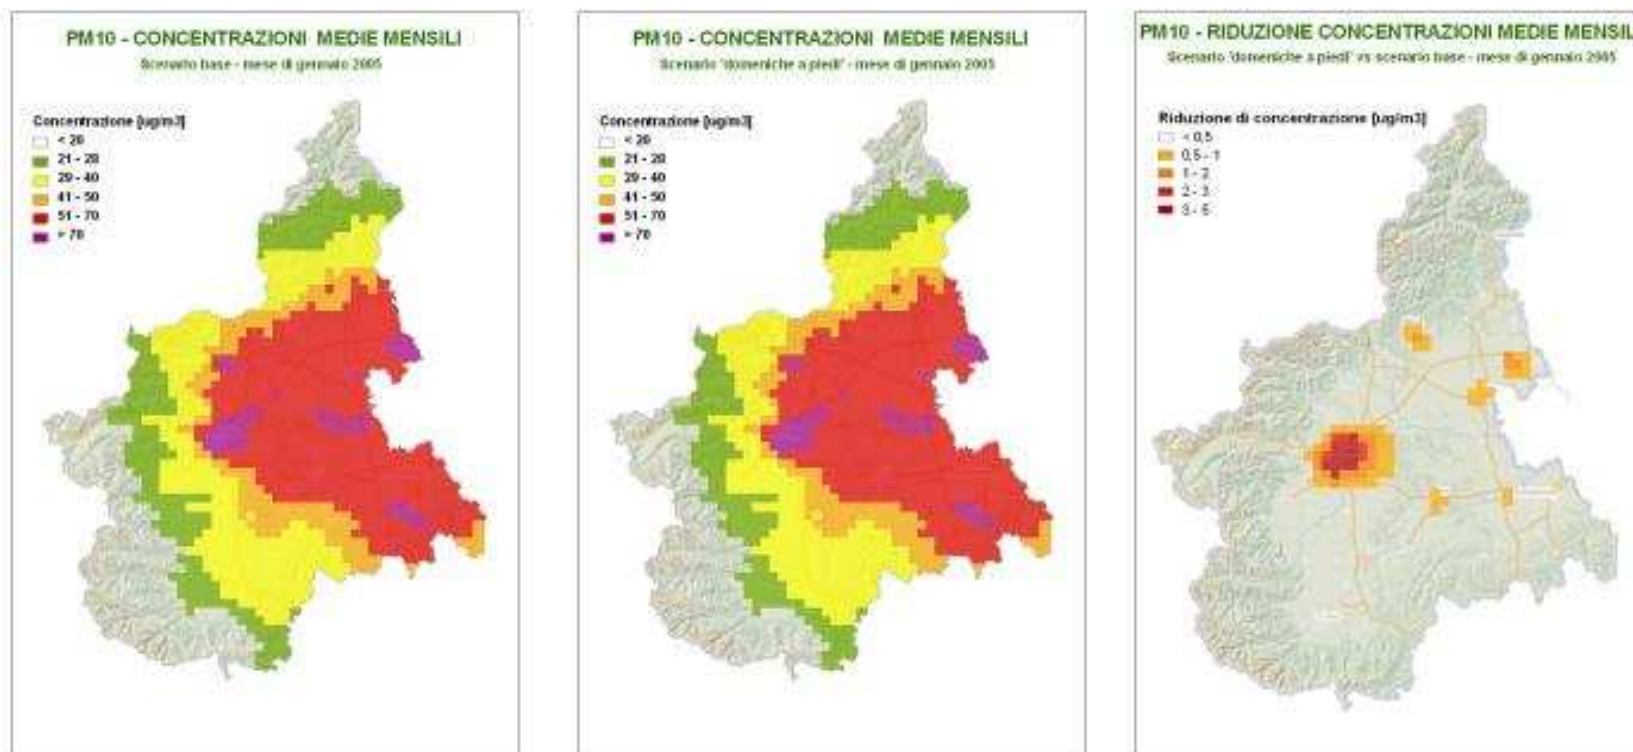 PM10 - CONCENTRAZIONI MEDIE MENSILI
Scenario base - mese di gennaio 2005
Concentrazione [ug/m3]
< 20
21 - 28
29 - 40
41 - 50
51 - 70
> 70
PM10 - CONCENTRAZIONI MEDIE MENSILI
Scenario 'domeniche a piedi' - mese di gennaio 2005
Concentrazione [ug/m3]
< 20
21 - 28
29 - 40
41 - 50
51 - 70
> 70
PM10 - RIDUZIONE CONCENTRAZIONI MEDIE MENSIL
Scenario 'domeniche a piedi' vs scenario base - mese di gennaio 2005
Riduzione di concentrazione [ug/m3]
< 0,5
0,5 - 1
1 - 2
2 - 3
3 - 5